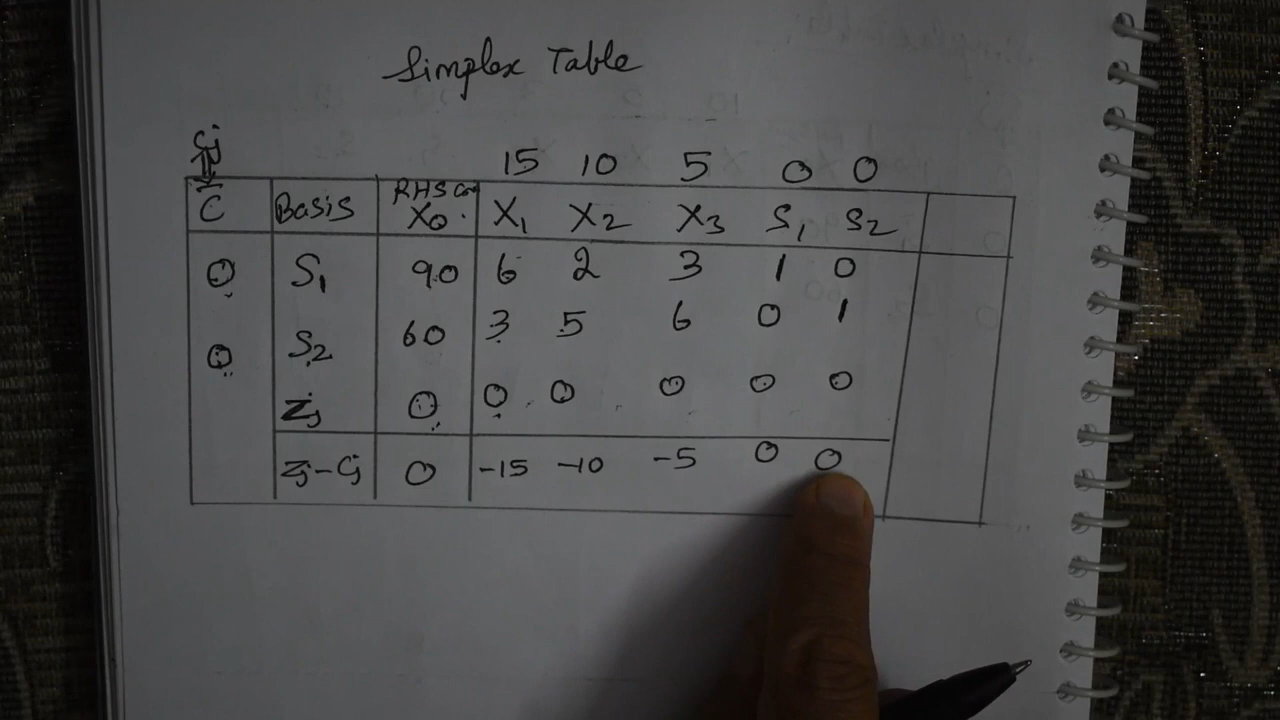 Simplex Table
Cj 15 10 5 0 0
C Basis RHS Con X0 X1 X2 X3 S1 S2
0 S1 90 6 2 3 1 0
0 S2 60 3 5 6 0 1
Zj 0 0 0 0 0 0
Zj-Cj 0 -15 -10 -5 0 0